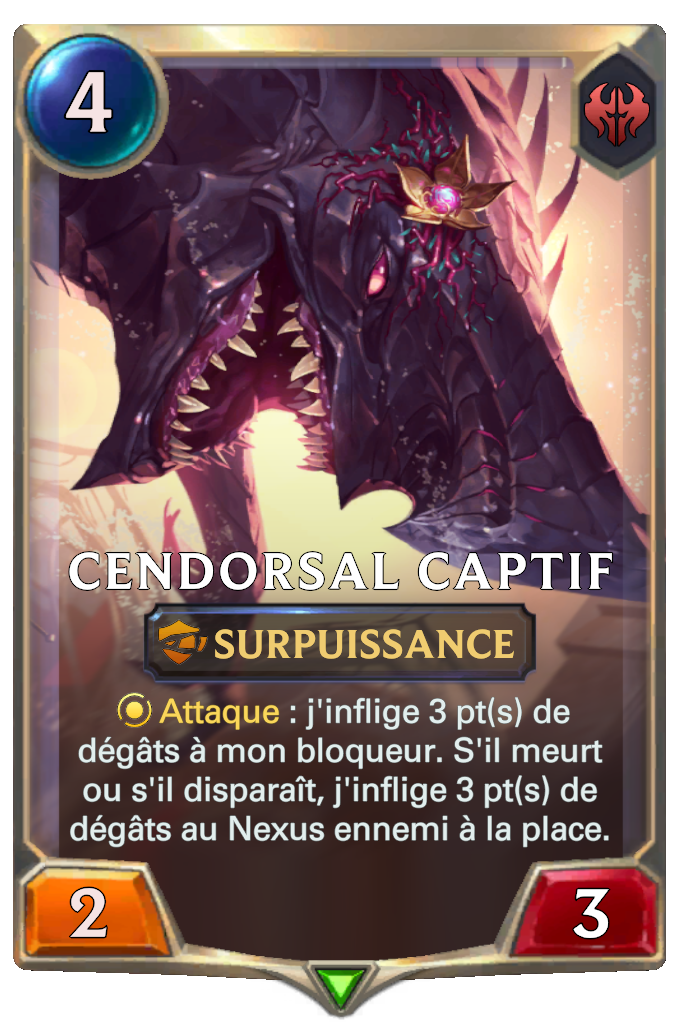 4
CENDORSAL CAPTIF
SURPUISSANCE
Attaque : j'inflige 3 pt(s) de
dégâts à mon bloqueur. S'il meurt
ou s'il disparaît, j'inflige 3 pt(s) de
dégâts au Nexus ennemi à la place.
2
3